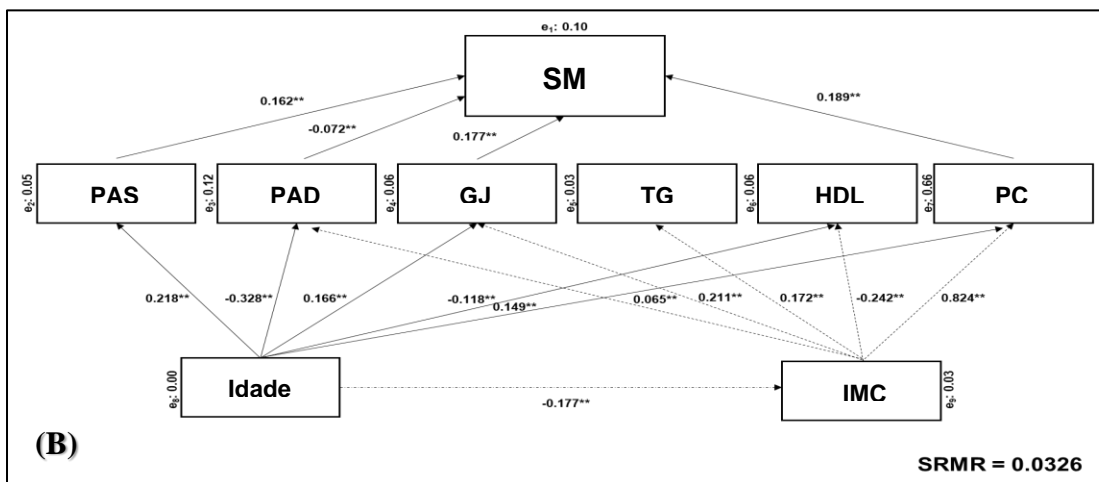 e₁: 0.10
SM
0.162**
-0.072**
0.177**
0.189**
e₂: 0.05
PAS
e₃: 0.12
PAD
e₄: 0.06
GJ
e₅: 0.03
TG
e₆: 0.06
HDL
e₇: 0.66
PC
0.218**
-0.328**
0.166**
-0.118**
0.149**
0.065**
0.211**
0.172**
-0.242**
0.824**
e₈: 0.00
Idade
-0.177**
IMC
e₉: 0.03
(B)
SRMR = 0.0326